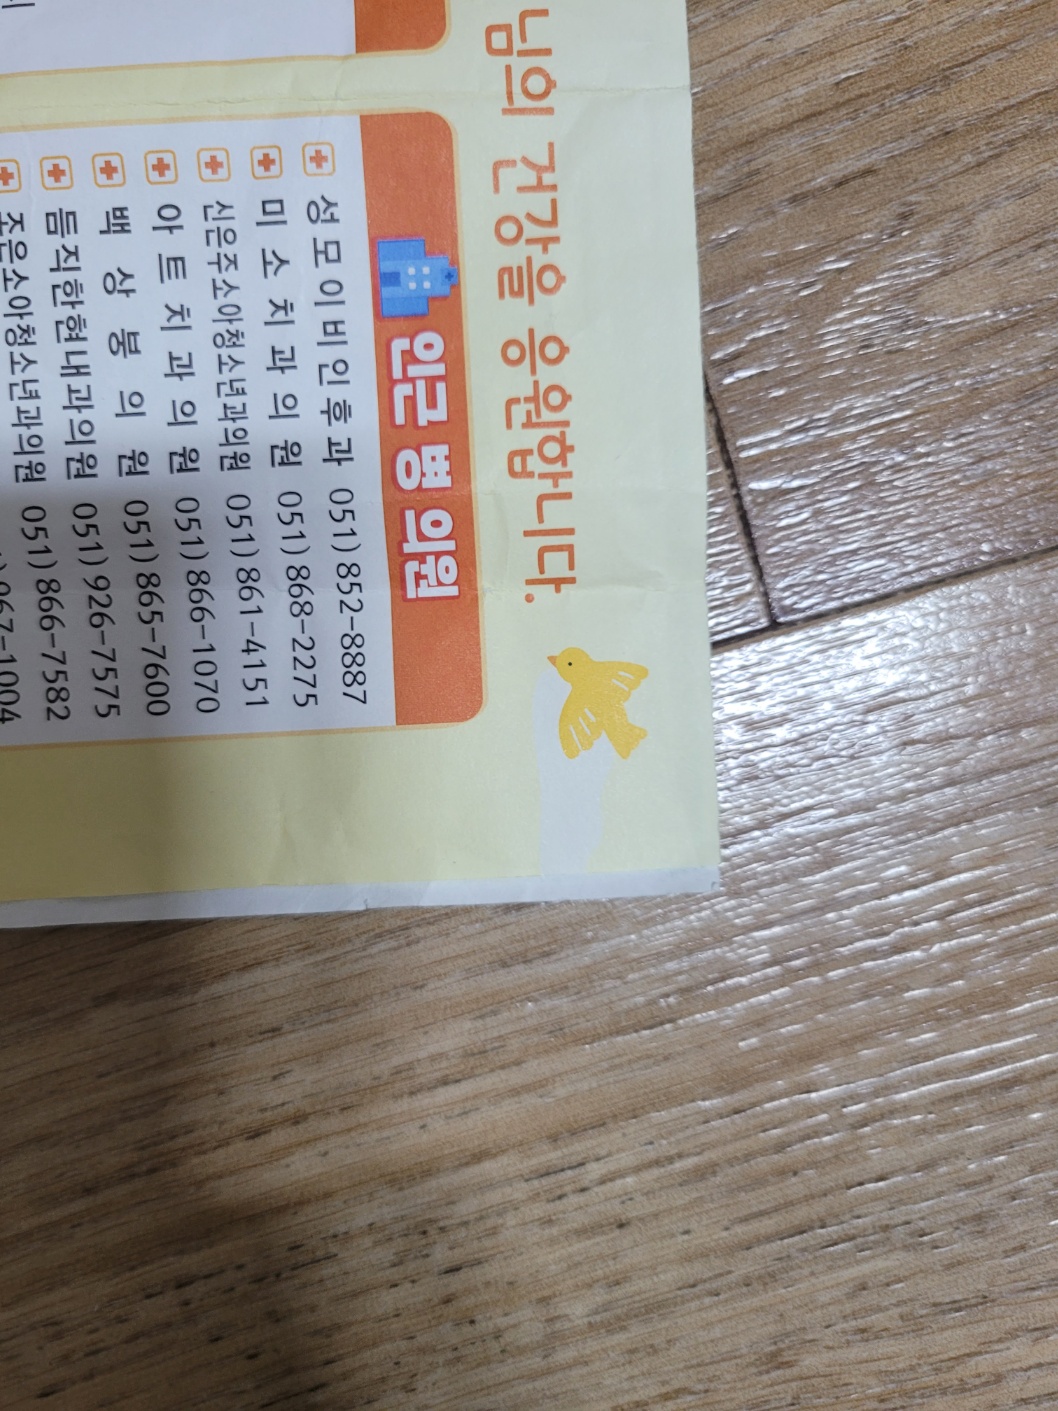 님의 건강을 응원합니다.
인근 병의원
성모이비인후과 051)852-8887
미소치과의원 051)868-2275
신은주소아청소년과의원 051)861-4151
아트치과의원 051)866-1070
백상봉의원 051)865-7600
듬직한현내과의원 051)926-7575
조은소아청소년과의원 051)866-7582
967-1004